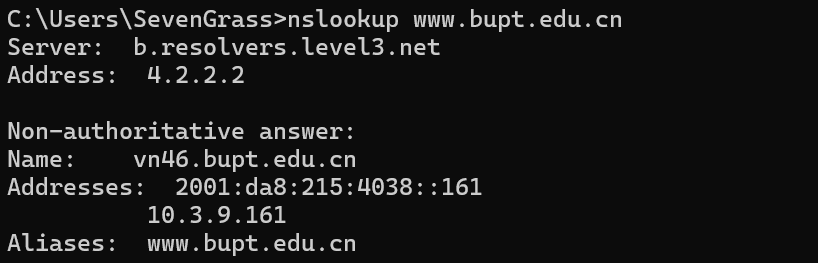 C:\Users\SevenGrass>nslookup www.bupt.edu.cn
Server:  b.resolvers.level3.net
Address:  4.2.2.2

Non-authoritative answer:
Name:    vn46.bupt.edu.cn
Addresses:  2001:da8:215:4038::161
          10.3.9.161
Aliases:  www.bupt.edu.cn